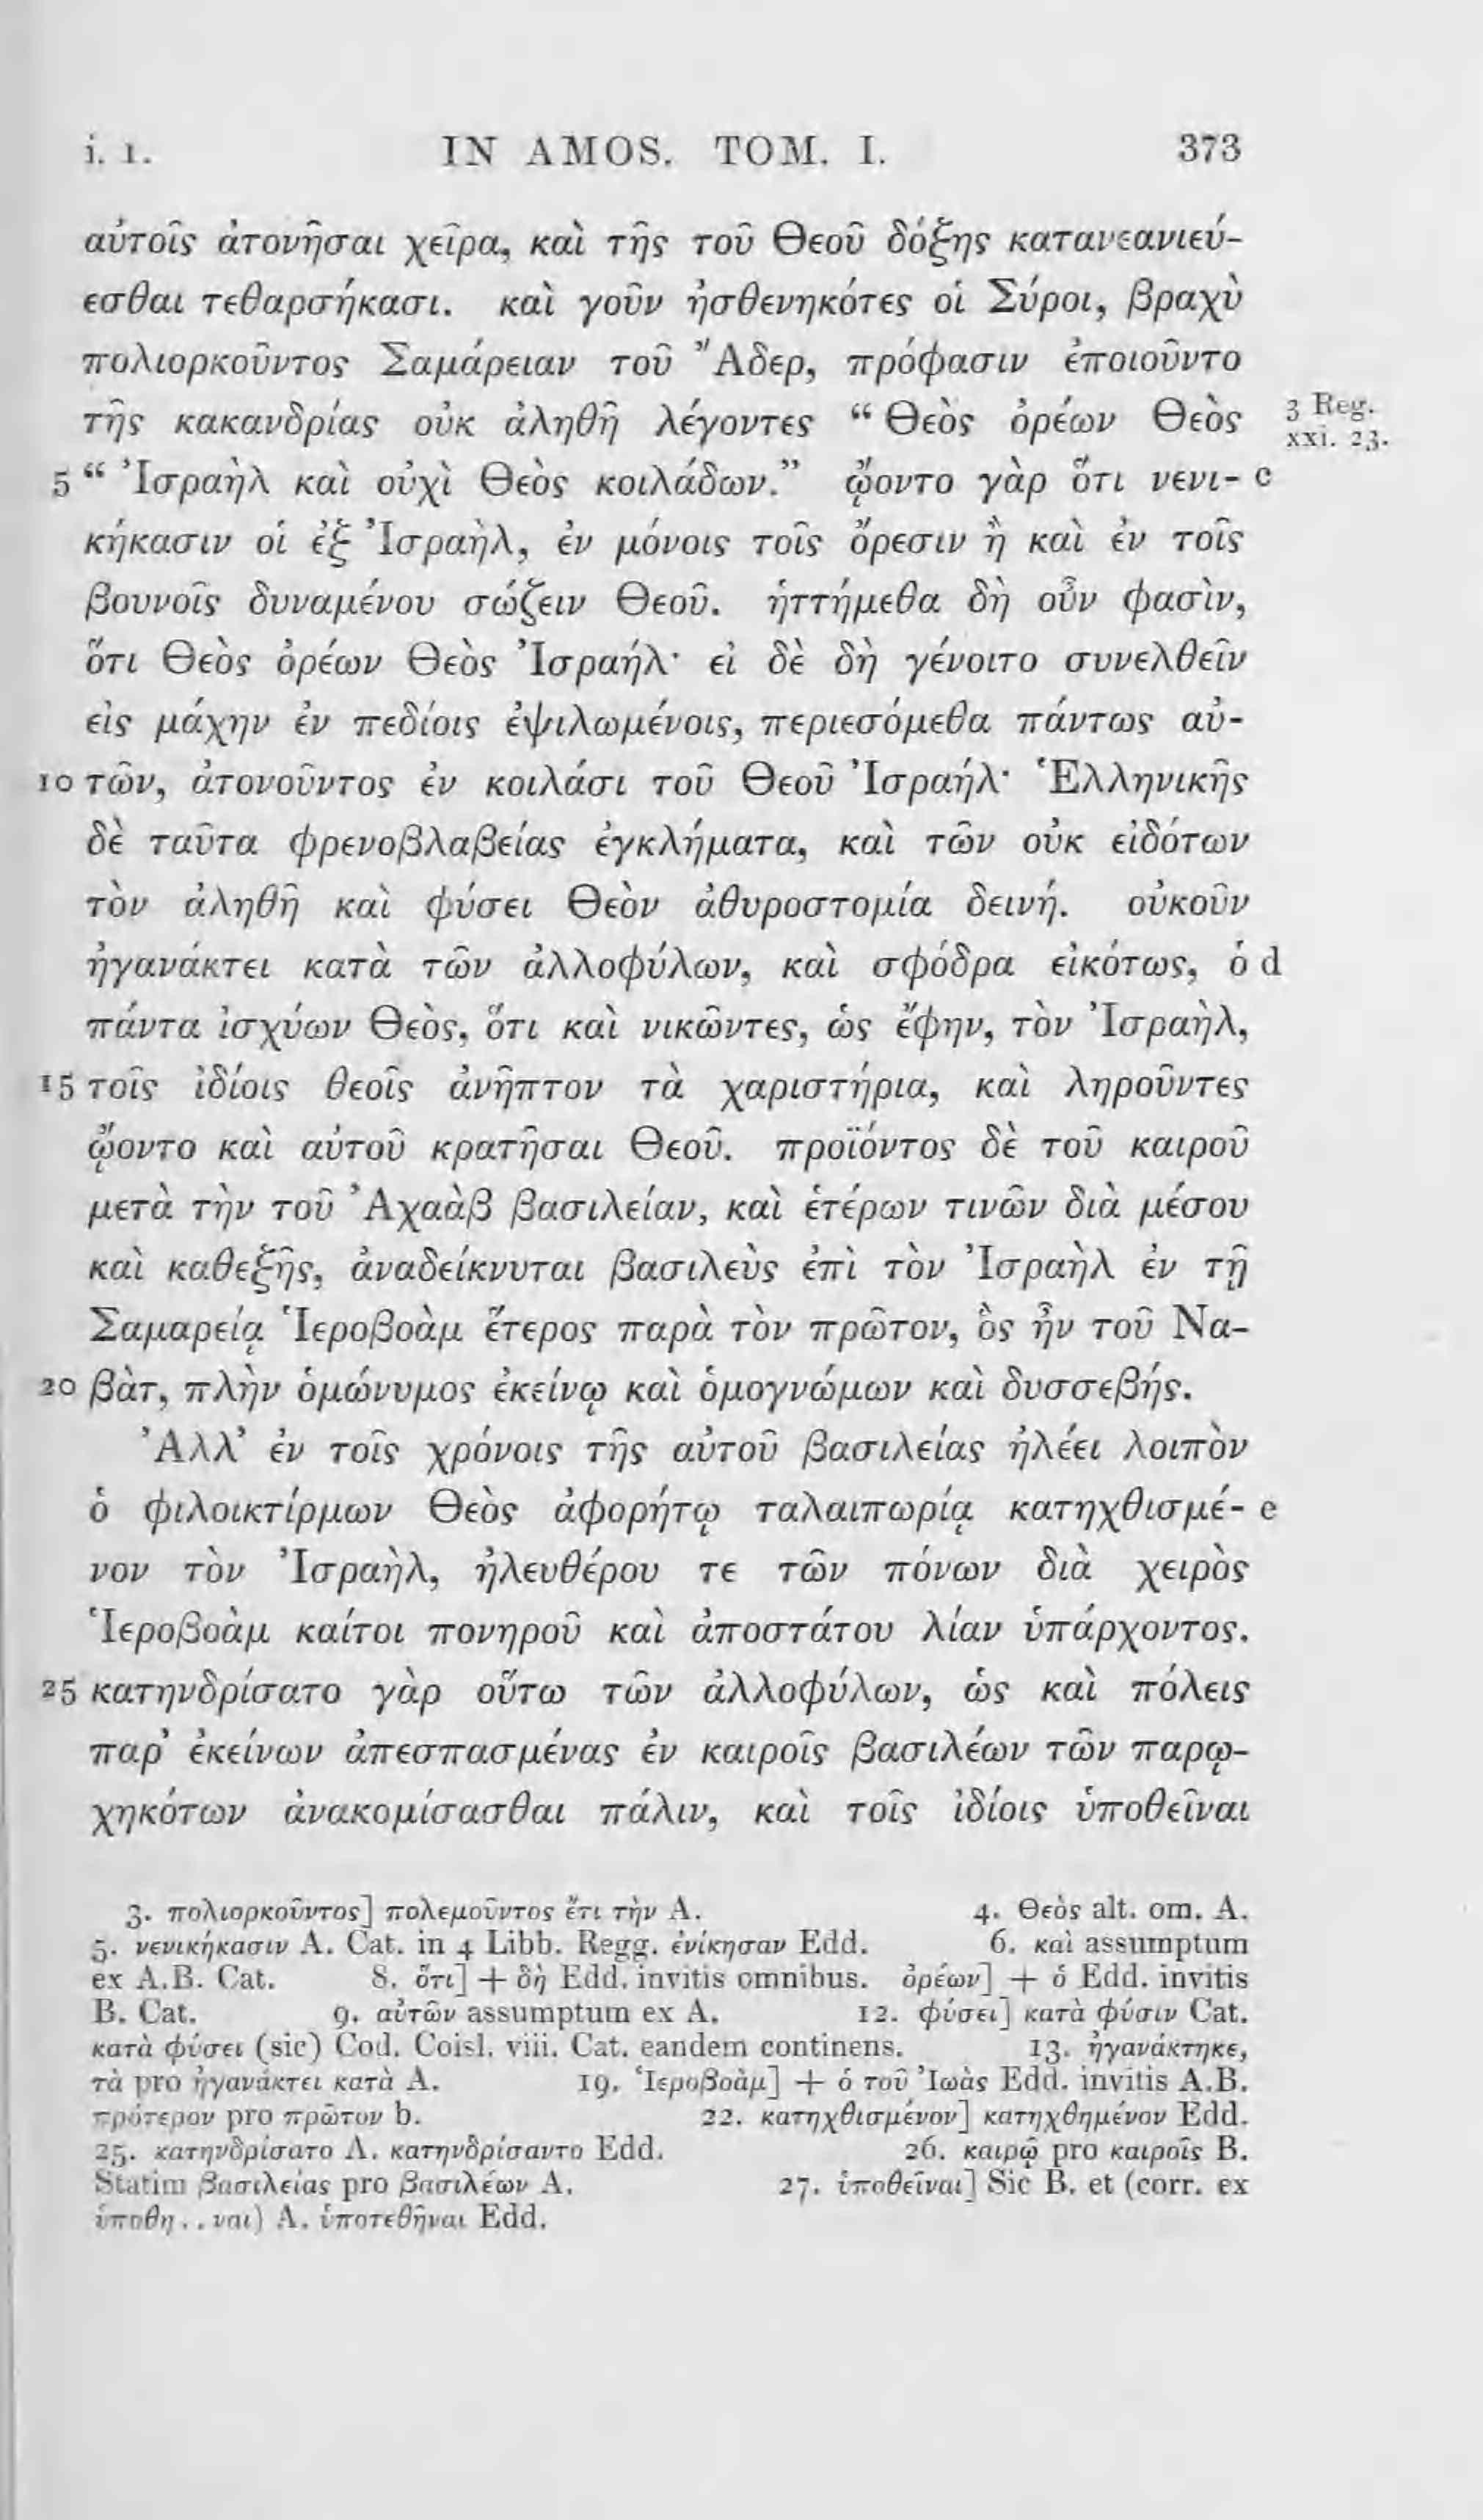 i. 1. IN AMOS. TOM. I. 373
αὐτοῖς ἀτονῆσαι χεῖρα, καὶ τῆς τοῦ Θεοῦ δόξης κατανεανιεύ-
εσθαι τεθαρσήκασι. καὶ γοῦν ἠσθενηκότες οἱ Σύροι, βραχὺ
πολιορκοῦντος Σαμάρειαν τοῦ Ἄδερ, πρόφασιν ἐποιοῦντο
τῆς κακανδρίας οὐκ ἀληθῆ λέγοντες “ Θεὸς ὀρέων Θεὸς 3 Reg. xxi. 23.
5 “ Ἰσραὴλ καὶ οὐχὶ Θεὸς κοιλάδων.” ᾤοντο γὰρ ὅτι νενι- c
κήκασιν οἱ ἐξ Ἰσραὴλ, ἐν μόνοις τοῖς ὄρεσιν ἢ καὶ ἐν τοῖς
βουνοῖς δυναμένου σώζειν Θεοῦ. ἡττήμεθα δὴ οὖν φασὶν,
ὅτι Θεὸς ὀρέων Θεὸς Ἰσραήλ· εἰ δὲ δὴ γένοιτο συνελθεῖν
εἰς μάχην ἐν πεδίοις ἐψιλωμένοις, περιεσόμεθα πάντως αὐ-
10 τῶν, ἀτονοῦντος ἐν κοιλάσι τοῦ Θεοῦ Ἰσραήλ· Ἑλληνικῆς
δὲ ταῦτα φρενοβλαβείας ἐγκλήματα, καὶ τῶν οὐκ εἰδότων
τὸν ἀληθῆ καὶ φύσει Θεὸν ἀθυροστομία δεινή. οὐκοῦν
ἠγανάκτει κατὰ τῶν ἀλλοφύλων, καὶ σφόδρα εἰκότως, ὁ d
πάντα ἰσχύων Θεὸς, ὅτι καὶ νικῶντες, ὡς ἔφην, τὸν Ἰσραὴλ,
15 τοῖς ἰδίοις θεοῖς ἀνῆπτον τὰ χαριστήρια, καὶ ληροῦντες
ᾤοντο καὶ αὐτοῦ κρατῆσαι Θεοῦ. προϊόντος δὲ τοῦ καιροῦ
μετὰ τὴν τοῦ Ἀχαὰβ βασιλείαν, καὶ ἑτέρων τινῶν διὰ μέσου
καὶ καθεξῆς, ἀναδείκνυται βασιλεὺς ἐπὶ τὸν Ἰσραὴλ ἐν τῇ
Σαμαρείᾳ Ἱεροβοὰμ ἕτερος παρὰ τὸν πρῶτον, ὃς ἦν τοῦ Να-
20 βὰτ, πλὴν ὁμώνυμος ἐκείνῳ καὶ ὁμογνώμων καὶ δυσσεβής.
Ἀλλ’ ἐν τοῖς χρόνοις τῆς αὐτοῦ βασιλείας ἠλέει λοιπὸν
ὁ φιλοικτίρμων Θεὸς ἀφορήτῳ ταλαιπωρίᾳ κατηχθισμέ- e
νον τὸν Ἰσραὴλ, ἠλευθέρου τε τῶν πόνων διὰ χειρὸς
Ἱεροβοὰμ καίτοι πονηροῦ καὶ ἀποστάτου λίαν ὑπάρχοντος.
25 κατηνδρίσατο γὰρ οὕτω τῶν ἀλλοφύλων, ὡς καὶ πόλεις
παρ’ ἐκείνων ἀπεσπασμένας ἐν καιροῖς βασιλέων τῶν παρῳ-
χηκότων ἀνακομίσασθαι πάλιν, καὶ τοῖς ἰδίοις ὑποθεῖναι
3. πολιορκοῦντος] πολεμοῦντος ἔτι τὴν A. 4. Θεὸς alt. om. A.
5. νενικήκασιν A. Cat. in 4 Libb. Regg. ἐνίκησαν Edd. 6. καὶ assumptum
ex A.B. Cat. 8. ὅτι] + δὴ Edd. invitis omnibus. ὀρέων] + ὁ Edd. invitis
B. Cat. 9. αὐτῶν assumptum ex A. 12. φύσει] κατὰ φύσιν Cat.
κατὰ φύσει (sic) Cod. Coisl. viii. Cat. eandem continens. 13. ἠγανάκτηκε,
τὰ pro ἠγανάκτει κατὰ A. 19. Ἱεροβοὰμ] + ὁ τοῦ Ἰωὰς Edd. invitis A.B.
πρότερον pro πρῶτον b. 22. κατηχθισμένον] κατηχθημένον Edd.
25. κατηνδρίσατο A. κατηνδρίσαντο Edd. 26. καιρῷ pro καιροῖς B.
Statim βασιλείας pro βασιλέων A. 27. ὑποθεῖναι] Sic B. et (corr. ex
ὑποθη . . ναι) A. ὑποτεθῆναι Edd.